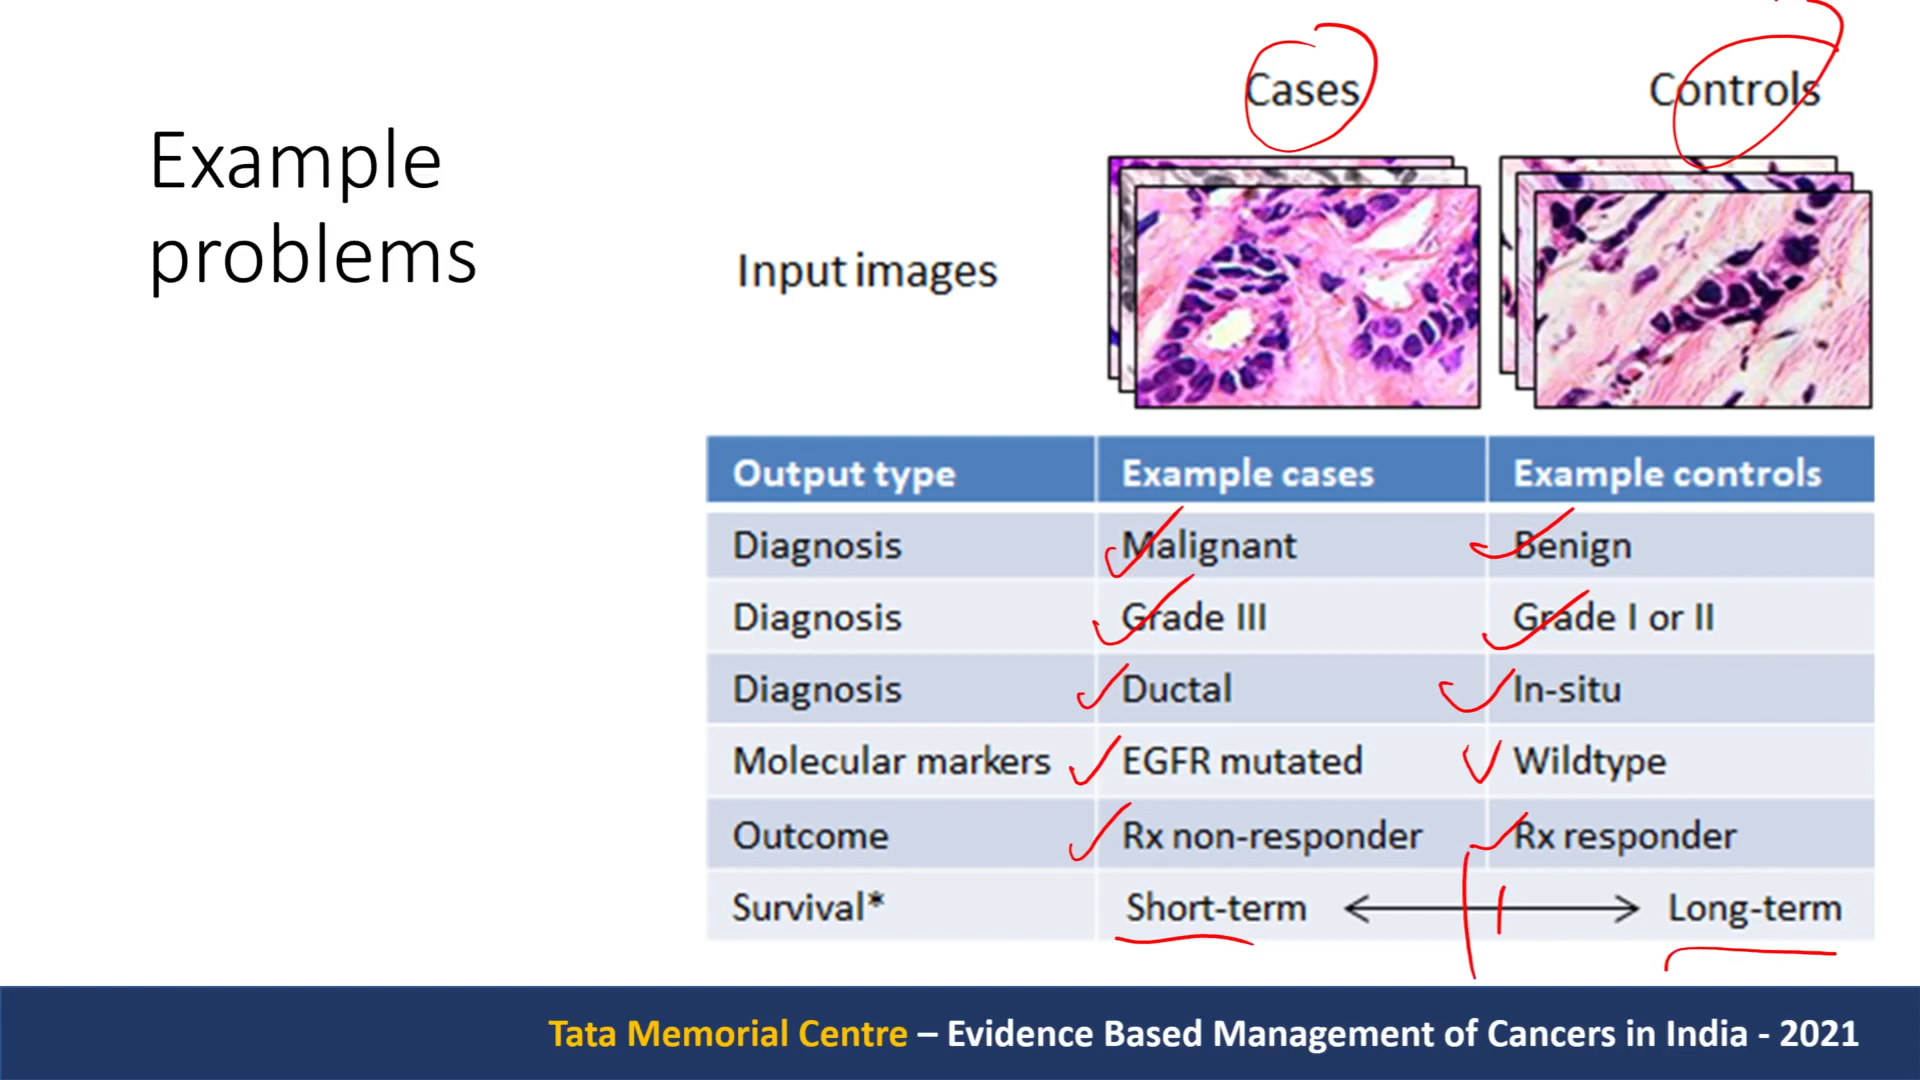 Example
problems
Cases
Controls
Input images
Output type Example cases Example controls
Diagnosis Malignant Benign
Diagnosis Grade III Grade I or II
Diagnosis Ductal In-situ
Molecular markers EGFR mutated Wildtype
Outcome Rx non-responder Rx responder
Survival* Short-term Long-term
Tata Memorial Centre – Evidence Based Management of Cancers in India - 2021